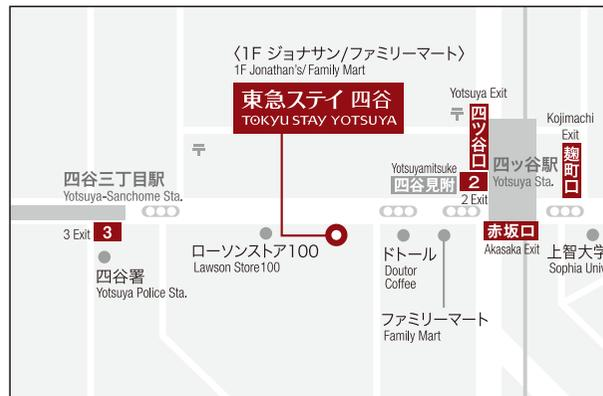 〈1F ジョナサン/ファミリーマート〉
1F Jonathan's/ Family Mart
東急ステイ 四谷
TOKYU STAY YOTSUYA
Yotsuya Exit
〒
四ツ谷口
Kojimachi
Exit
麹町口
〒
Yotsuyamitsuke
四谷見附
2
2 Exit
四ッ谷駅
Yotsuya Sta.
四谷三丁目駅
Yotsuya-Sanchome Sta.
3 Exit
3
四谷署
Yotsuya Police Sta.
ローソンストア100
Lawson Store100
ドトール
Doutor
Coffee
ファミリーマート
Family Mart
赤坂口
Akasaka Exit
上智大学
Sophia Univ